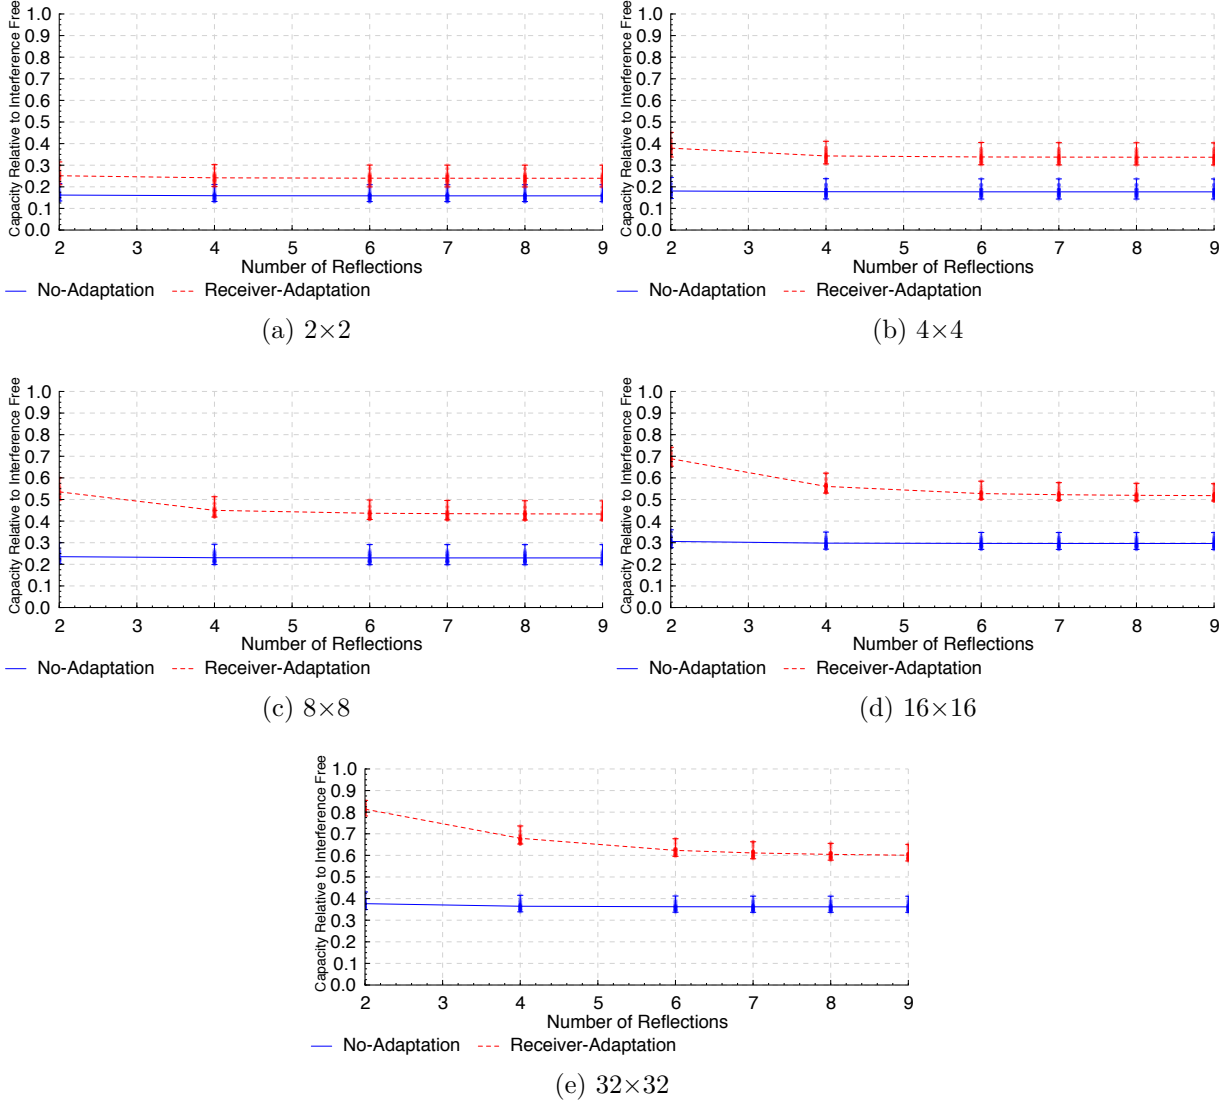 Capacity Relative to Interference Free
1.0
0.9
0.8
0.7
0.6
0.5
0.4
0.3
0.2
0.1
0.0
2 3 4 5 6 7 8 9
Number of Reflections
No-Adaptation Receiver-Adaptation
(a) 2×2
Capacity Relative to Interference Free
1.0
0.9
0.8
0.7
0.6
0.5
0.4
0.3
0.2
0.1
0.0
2 3 4 5 6 7 8 9
Number of Reflections
No-Adaptation Receiver-Adaptation
(b) 4×4
Capacity Relative to Interference Free
1.0
0.9
0.8
0.7
0.6
0.5
0.4
0.3
0.2
0.1
0.0
2 3 4 5 6 7 8 9
Number of Reflections
No-Adaptation Receiver-Adaptation
(c) 8×8
Capacity Relative to Interference Free
1.0
0.9
0.8
0.7
0.6
0.5
0.4
0.3
0.2
0.1
0.0
2 3 4 5 6 7 8 9
Number of Reflections
No-Adaptation Receiver-Adaptation
(d) 16×16
Capacity Relative to Interference Free
1.0
0.9
0.8
0.7
0.6
0.5
0.4
0.3
0.2
0.1
0.0
2 3 4 5 6 7 8 9
Number of Reflections
No-Adaptation Receiver-Adaptation
(e) 32×32